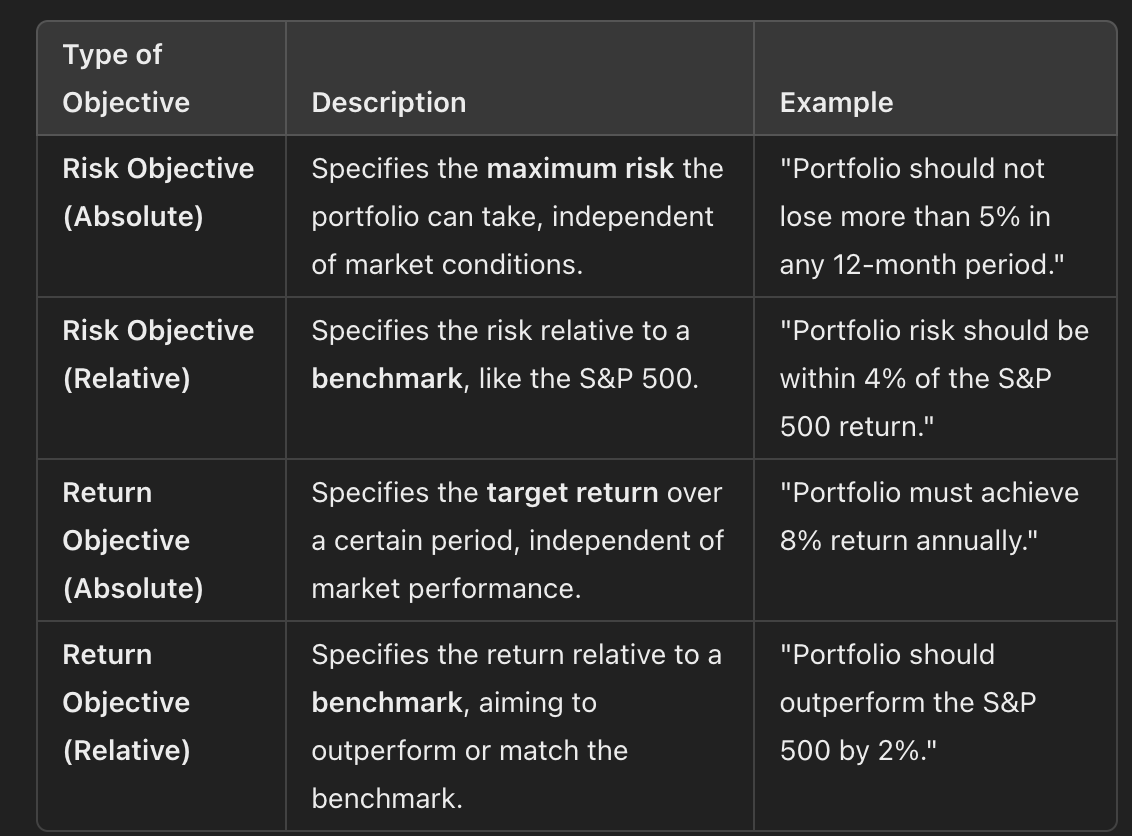 Type of
Objective
Description
Example
Risk Objective
(Absolute)
Specifies the maximum risk the
portfolio can take, independent
of market conditions.
"Portfolio should not
lose more than 5% in
any 12-month period."
Risk Objective
(Relative)
Specifies the risk relative to a
benchmark, like the S&P 500.
"Portfolio risk should be
within 4% of the S&P
500 return."
Return
Objective
(Absolute)
Specifies the target return over
a certain period, independent of
market performance.
"Portfolio must achieve
8% return annually."
Return
Objective
(Relative)
Specifies the return relative to a
benchmark, aiming to
outperform or match the
benchmark.
"Portfolio should
outperform the S&P
500 by 2%."